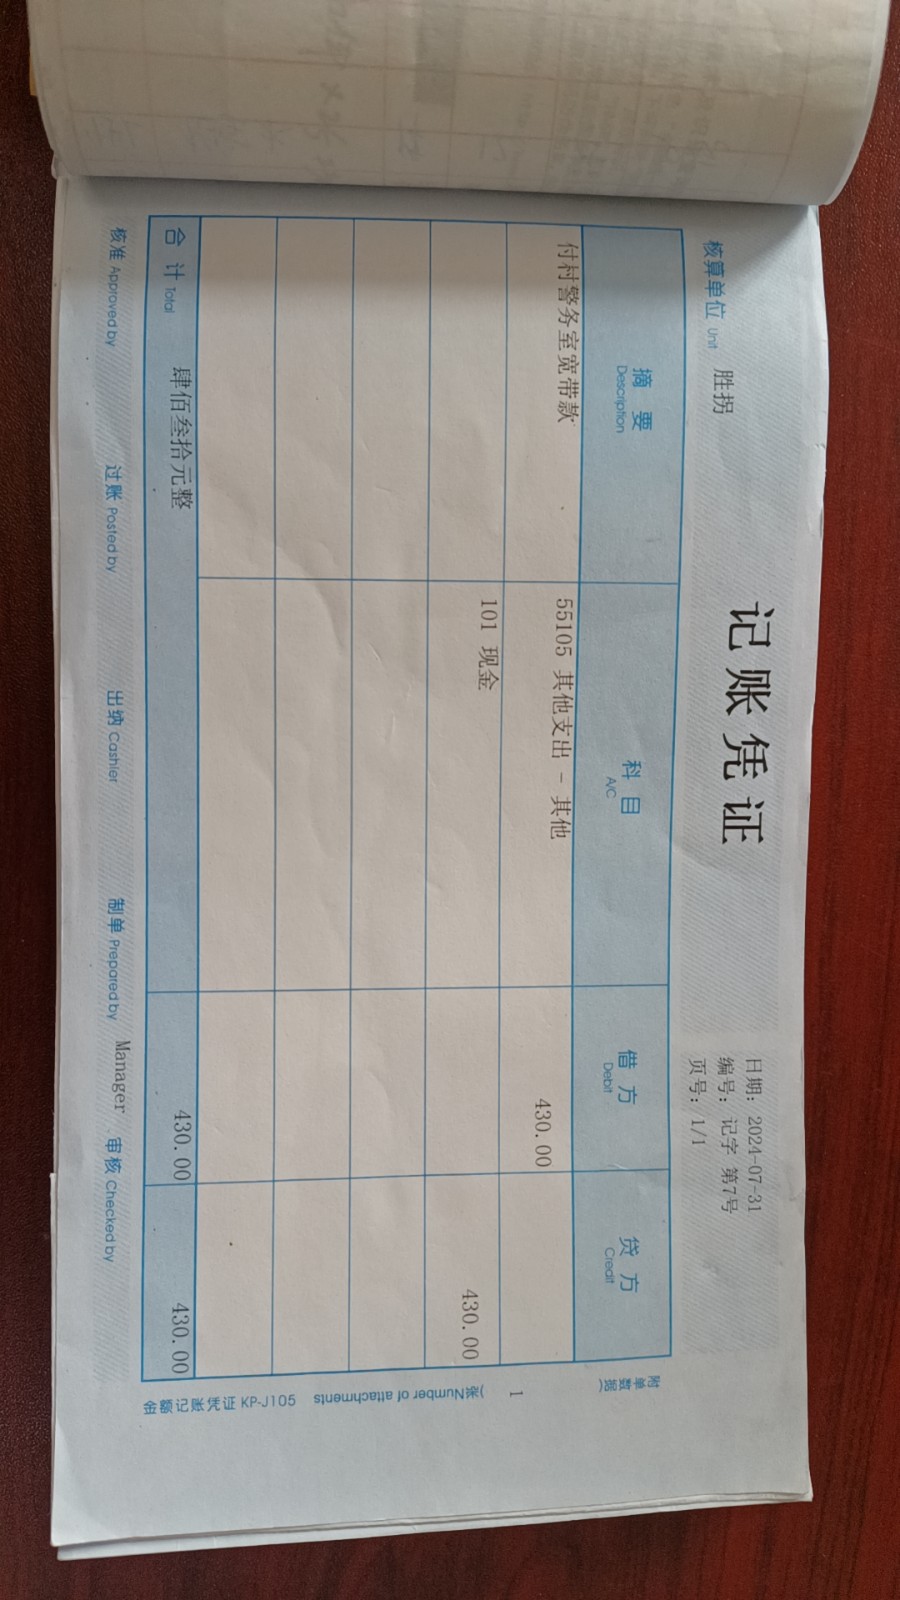 记账凭证
核算单位 Unit 胜拐
日期: 2024-07-31
编号: 记字 第7号
页号: 1/1
摘要 Description 科目 A/C 借方 Debit 贷方 Credit
付村警务室宽带款 55105 其他支出 - 其他 430.00
101 现金 430.00
合计 Total 肆佰叁拾元整 430.00 430.00
核准 Approved by 过账 Posted by 出纳 Cashier 制单 Prepared by Manager 审核 Checked by
附单数据(
1
)张Number of attachments
金额记账凭证 KP-J105